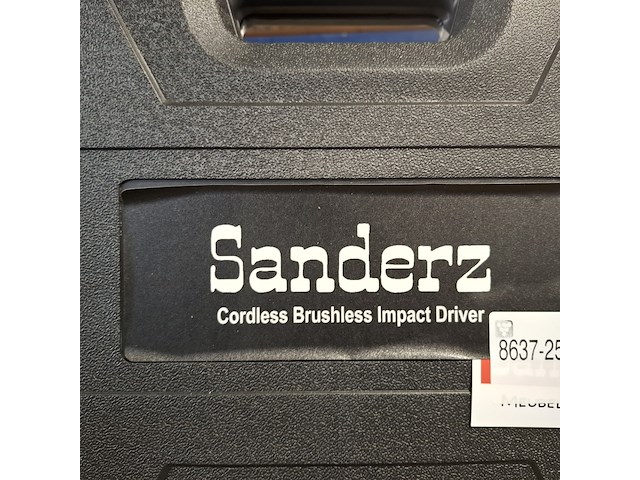 Sanderz
Cordless Brushless Impact Driver
8637-25